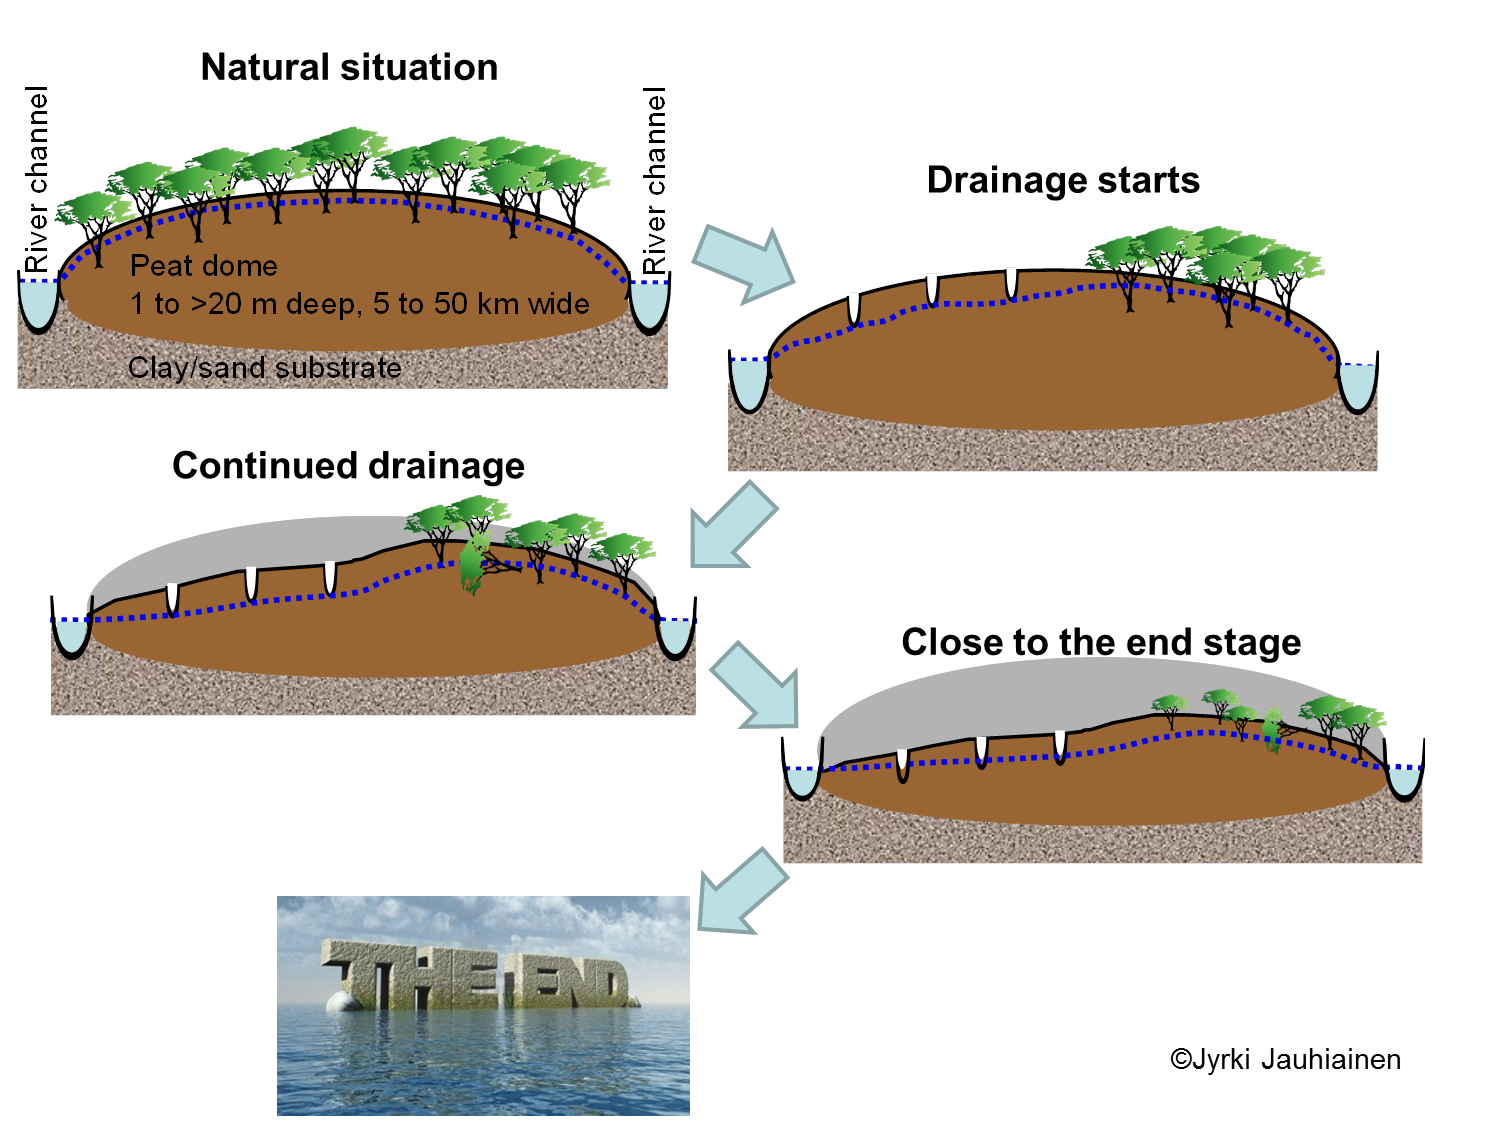 Natural situation
River channel
River channel
Peat dome
1 to >20 m deep, 5 to 50 km wide
Clay/sand substrate
Drainage starts
Continued drainage
Close to the end stage
THE END
©Jyrki Jauhiainen